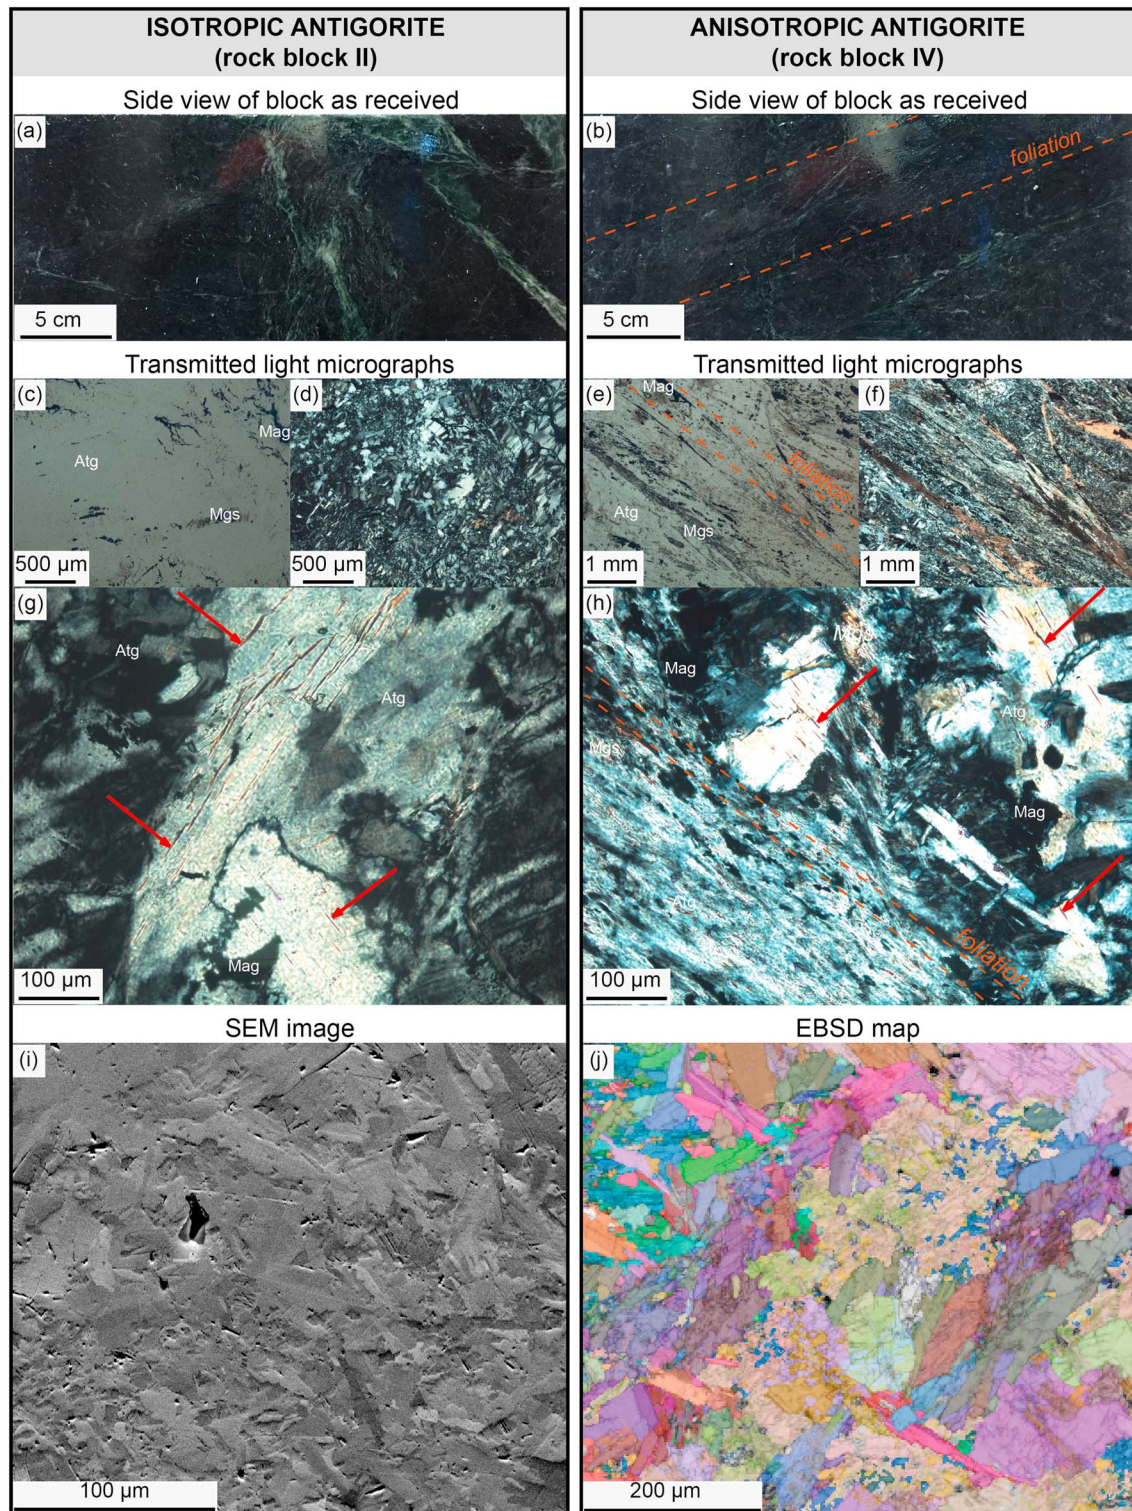 ISOTROPIC ANTIGORITE
(rock block II)
ANISOTROPIC ANTIGORITE
(rock block IV)
Side view of block as received
Side view of block as received
(a)
5 cm
(b)
foliation
5 cm
Transmitted light micrographs
Transmitted light micrographs
(c)
Mag
Atg
Mgs
500 µm
(d)
500 µm
(e)
Mag
foliation
Atg
Mgs
1 mm
(f)
1 mm
(g)
Atg
Atg
Mag
100 µm
(h)
Mgs
Mag
Atg
Mgs
Mag
Atg
foliation
100 µm
SEM image
EBSD map
(i)
100 µm
(j)
200 µm